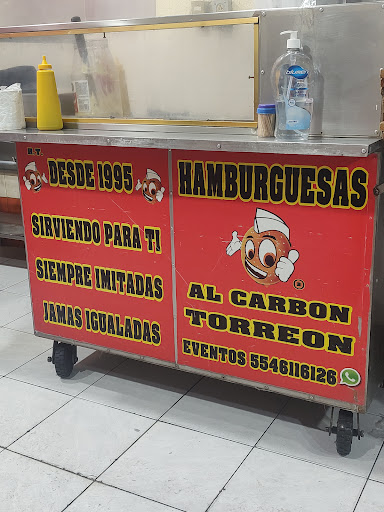 H.T.
DESDE 1995
SIRVIENDO PARA TI
SIEMPRE IMITADAS
JAMAS IGUALADAS
HAMBURGUESAS
AL CARBON
TORREON
EVENTOS 5546116126